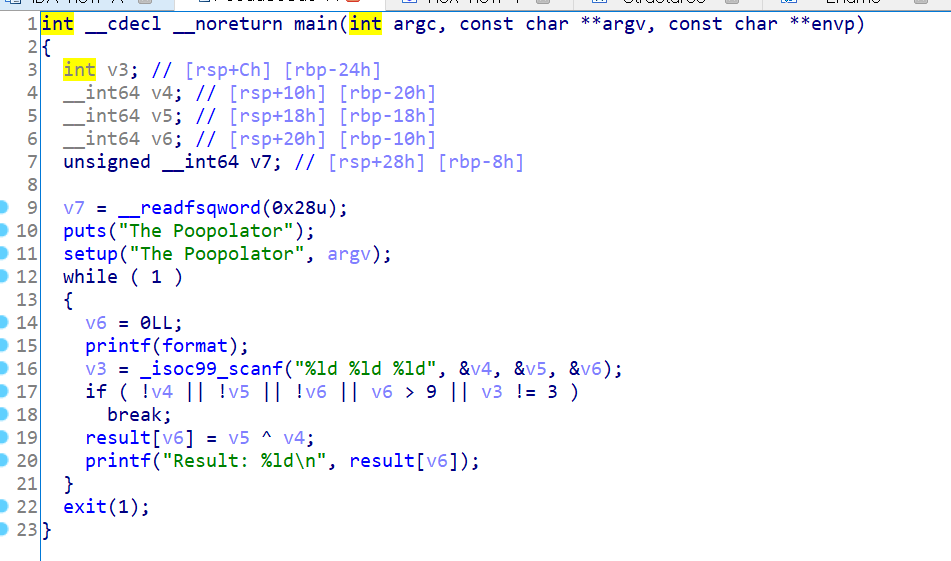 1 int __cdecl __noreturn main(int argc, const char **argv, const char **envp)
2 {
3 int v3; // [rsp+Ch] [rbp-24h]
4 __int64 v4; // [rsp+10h] [rbp-20h]
5 __int64 v5; // [rsp+18h] [rbp-18h]
6 __int64 v6; // [rsp+20h] [rbp-10h]
7 unsigned __int64 v7; // [rsp+28h] [rbp-8h]
8
9 v7 = __readfsqword(0x28u);
10 puts("The Poopolator");
11 setup("The Poopolator", argv);
12 while ( 1 )
13 {
14 v6 = 0LL;
15 printf(format);
16 v3 = _isoc99_scanf("%ld %ld %ld", &v4, &v5, &v6);
17 if ( !v4 || !v5 || !v6 || v6 > 9 || v3 != 3 )
18 break;
19 result[v6] = v5 ^ v4;
20 printf("Result: %ld\n", result[v6]);
21 }
22 exit(1);
23 }